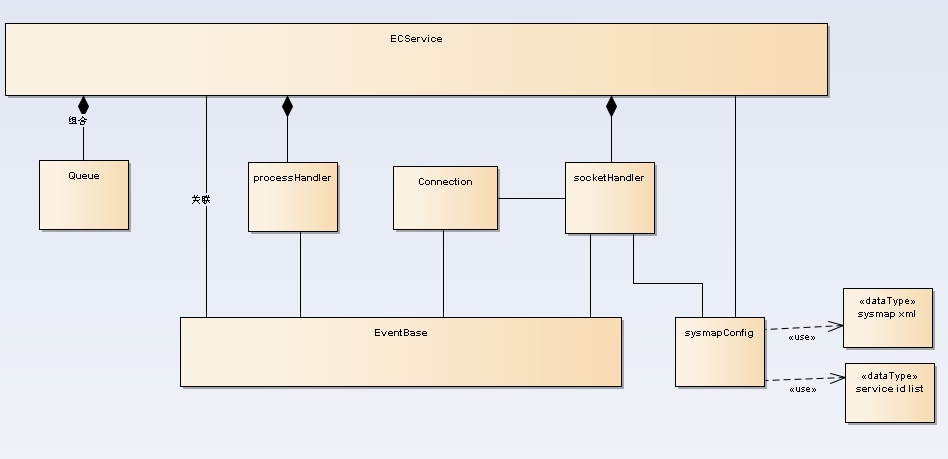 ECService
组合
Queue
processHandler
Connection
socketHandler
关联
EventBase
sysmapConfig
«dataType»
sysmap xml
«use»
«dataType»
service id list
«use»